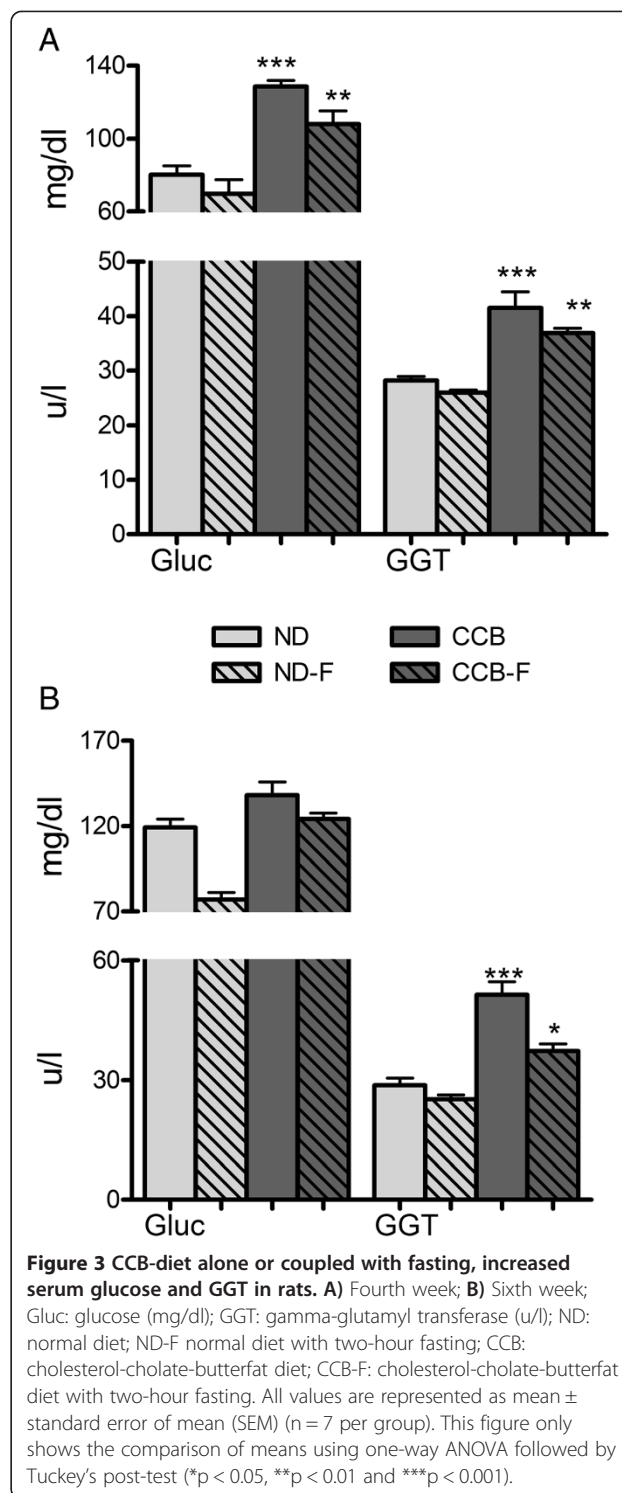 A
140
***
**
100
mg/dl
60
50
***
40
**
30
u/l
20
10
0
Gluc GGT
ND CCB
ND-F CCB-F
B
170
mg/dl
120
70
60
***
*
u/l
30
0
Gluc GGT
Figure 3 CCB-diet alone or coupled with fasting, increased
serum glucose and GGT in rats. A) Fourth week; B) Sixth week;
Gluc: glucose (mg/dl); GGT: gamma-glutamyl transferase (u/l); ND:
normal diet; ND-F normal diet with two-hour fasting; CCB:
cholesterol-cholate-butterfat diet; CCB-F: cholesterol-cholate-butterfat
diet with two-hour fasting. All values are represented as mean ±
standard error of mean (SEM) (n = 7 per group). This figure only
shows the comparison of means using one-way ANOVA followed by
Tuckey's post-test (*p < 0.05, **p < 0.01 and ***p < 0.001).